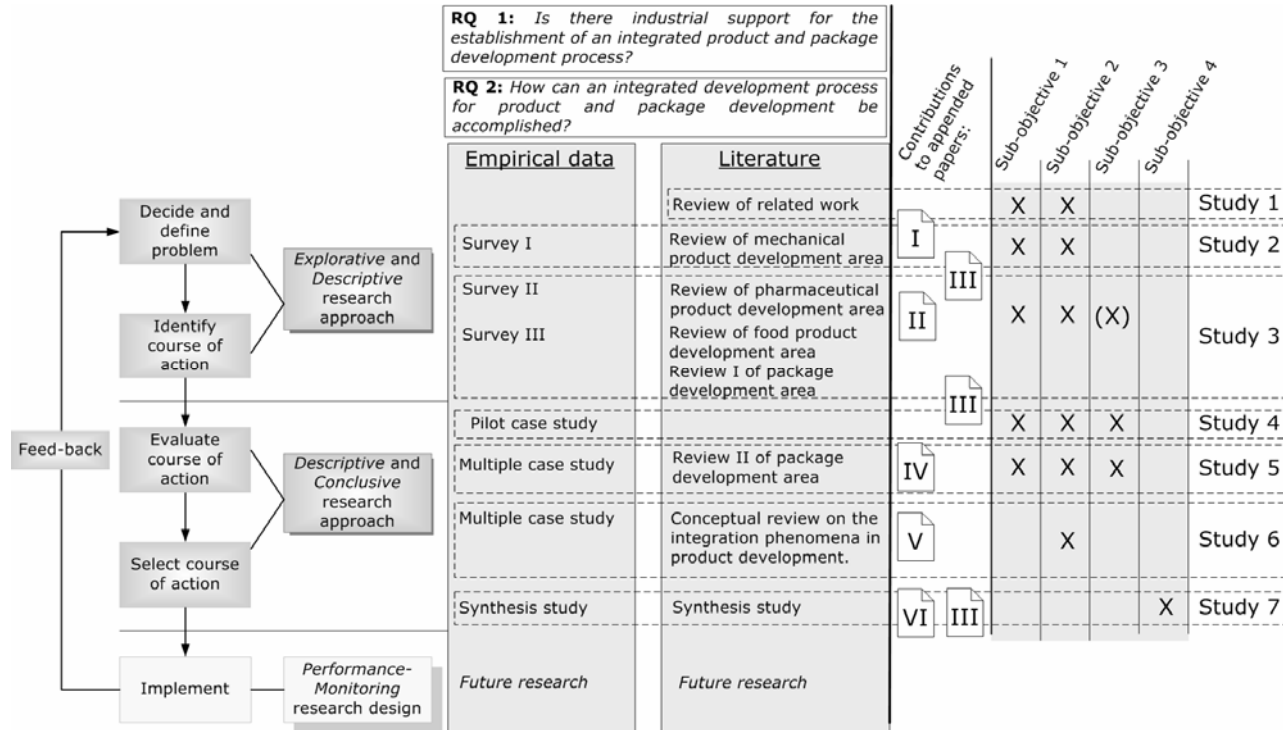 RQ 1: Is there industrial support for the
establishment of an integrated product and package
development process?
RQ 2: How can an integrated development process
for product and package development be
accomplished?
Contributions
to appended
papers:
Sub-objective 1
Sub-objective 2
Sub-objective 3
Sub-objective 4
Empirical data
Literature
Decide and
define
problem
Identify
course of
action
Explorative and
Descriptive
research
approach
Feed-back
Evaluate
course of
action
Select course
of action
Descriptive and
Conclusive
research
approach
Implement
Performance-
Monitoring
research design
Review of related work
X X
Study 1
Survey I
Review of mechanical
product development area
I
X X
Study 2
III
Survey II
Review of pharmaceutical
product development area
Survey III
Review of food product
development area
Review I of package
development area
II
X X (X)
Study 3
III
Pilot case study
X X X
Study 4
Multiple case study
Review II of package
development area
IV
X X X
Study 5
Multiple case study
Conceptual review on the
integration phenomena in
product development.
V
X
Study 6
Synthesis study
Synthesis study
VI III
X
Study 7
Future research
Future research